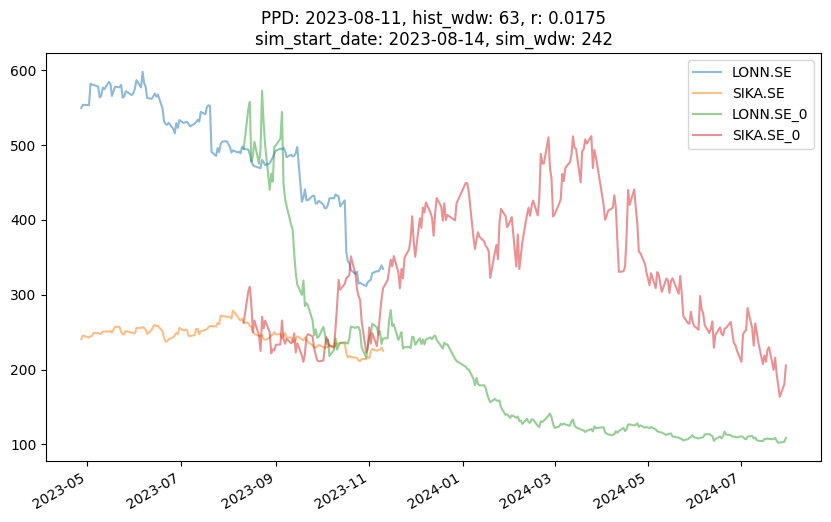 PPD: 2023-08-11, hist_wdw: 63, r: 0.0175
sim_start_date: 2023-08-14, sim_wdw: 242
LONN.SE
SIKA.SE
LONN.SE_0
SIKA.SE_0
600
500
400
300
200
100
2023-05
2023-07
2023-09
2023-11
2024-01
2024-03
2024-05
2024-07